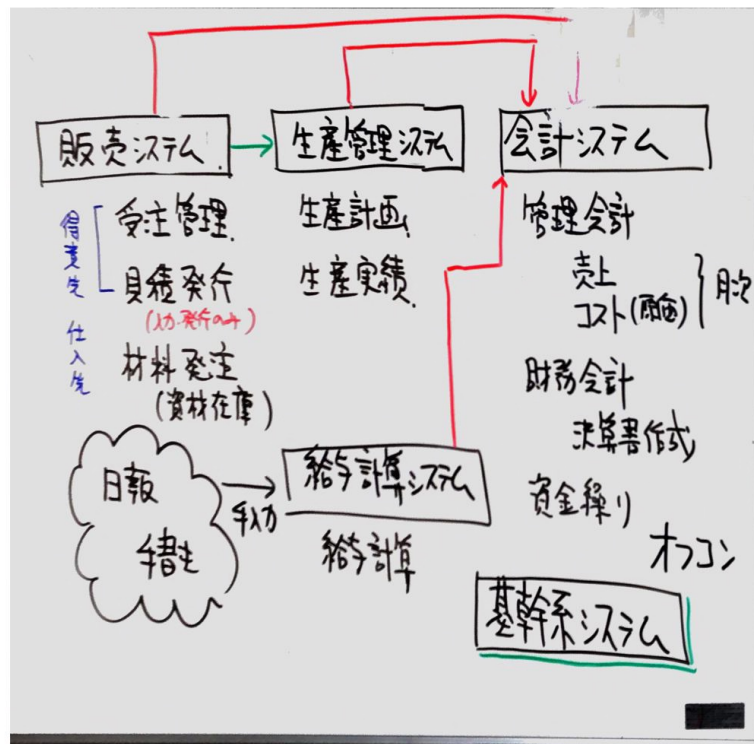 販売システム
生産管理システム
会計システム
得意先
受注管理
見積発行
(入力・発行のみ)
仕入先
材料発注
(資材在庫)
生産計画
生産実績
管理会計
売上
コスト(原価)
月次
財務会計
決算書作成
資金繰り
日報
手書き
手入力
給与計算システム
給与計算
オフコン
基幹系システム